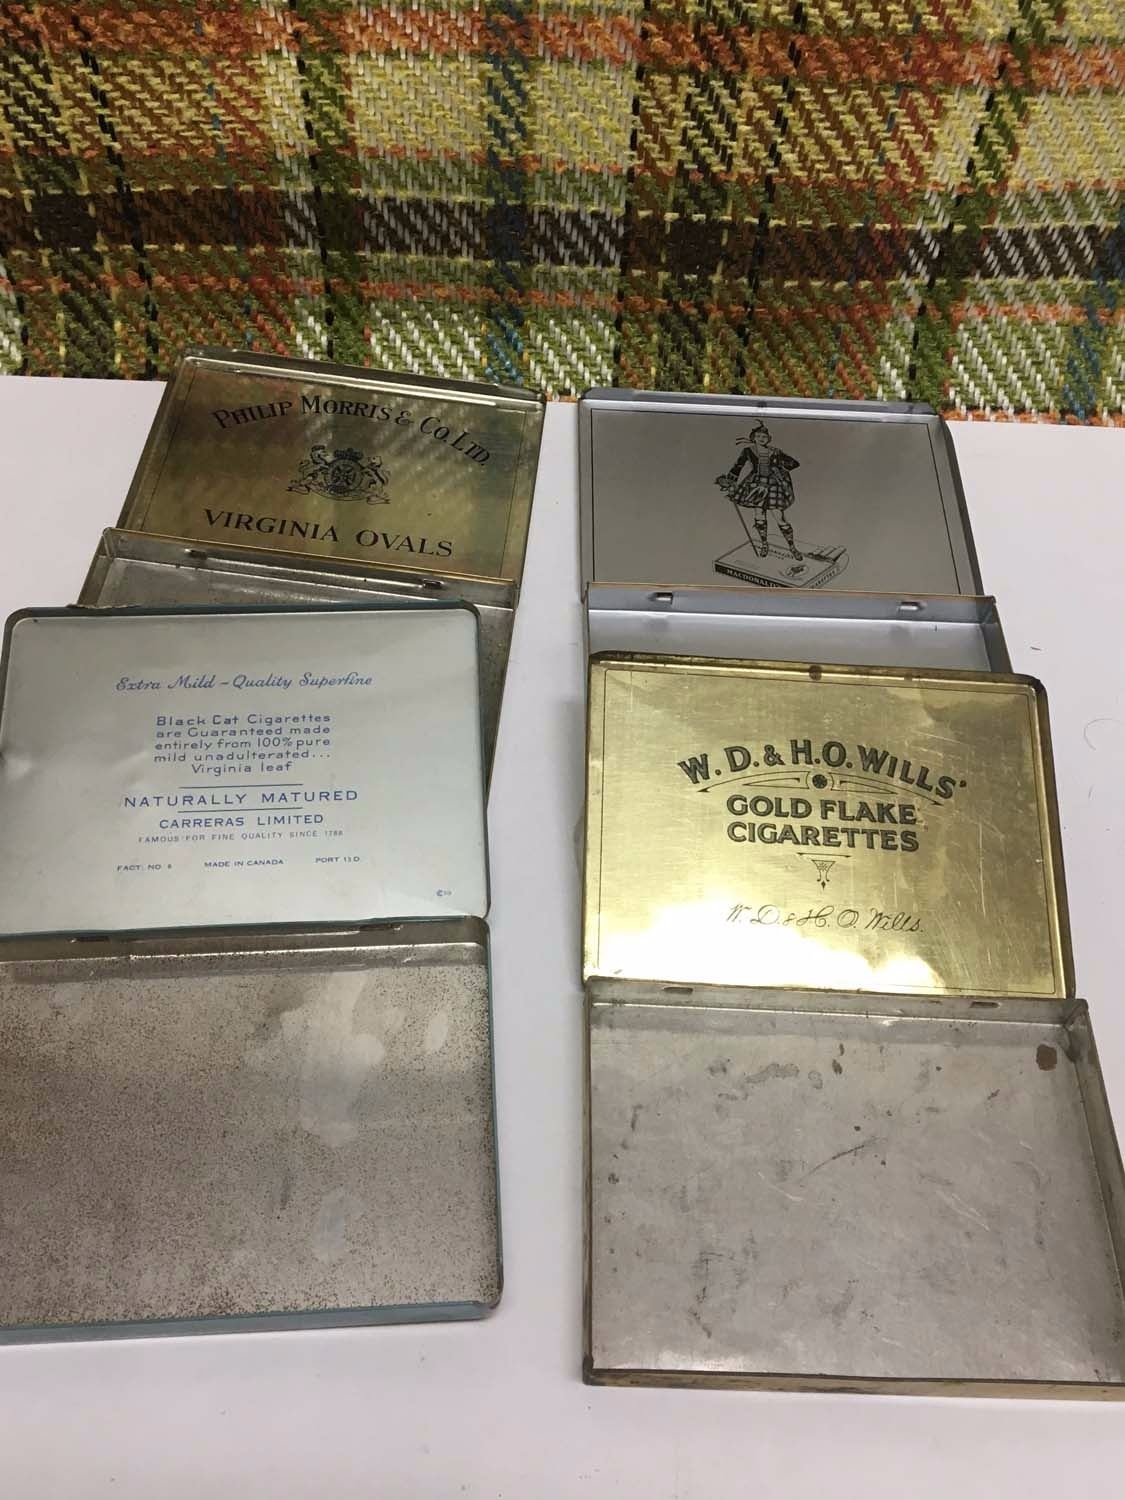 PHILIP MORRIS & CO. LTD.
VIRGINIA OVALS
MACDONALD'S
Extra Mild - Quality Superfine
Black Cat Cigarettes
are Guaranteed made
entirely from 100% pure
mild unadulterated...
Virginia leaf
NATURALLY MATURED
CARRERAS LIMITED
FAMOUS FOR FINE QUALITY SINCE 1788
FACT. NO 6 MADE IN CANADA PORT 13 D
W. D. & H. O. WILLS'
GOLD FLAKE
CIGARETTES
W. D. & H. O. Wills.